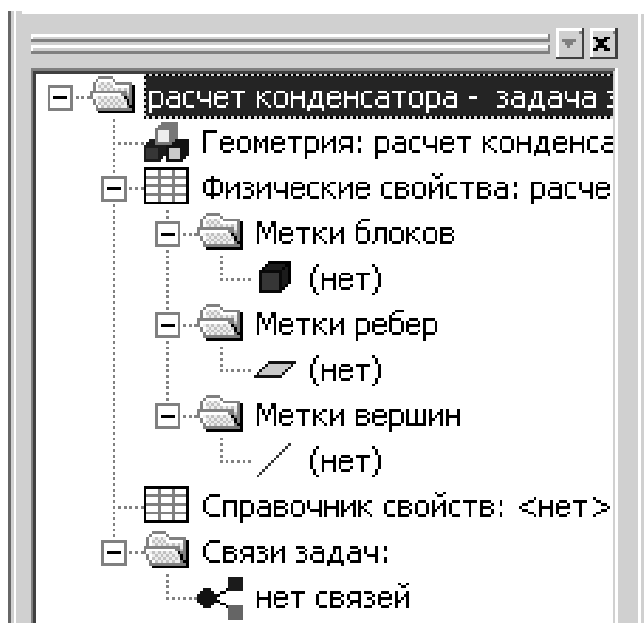 расчет конденсатора - задача
Геометрия: расчет конденса
Физические свойства: расче
Метки блоков
(нет)
Метки ребер
(нет)
Метки вершин
(нет)
Справочник свойств: <нет>
Связи задач:
нет связей